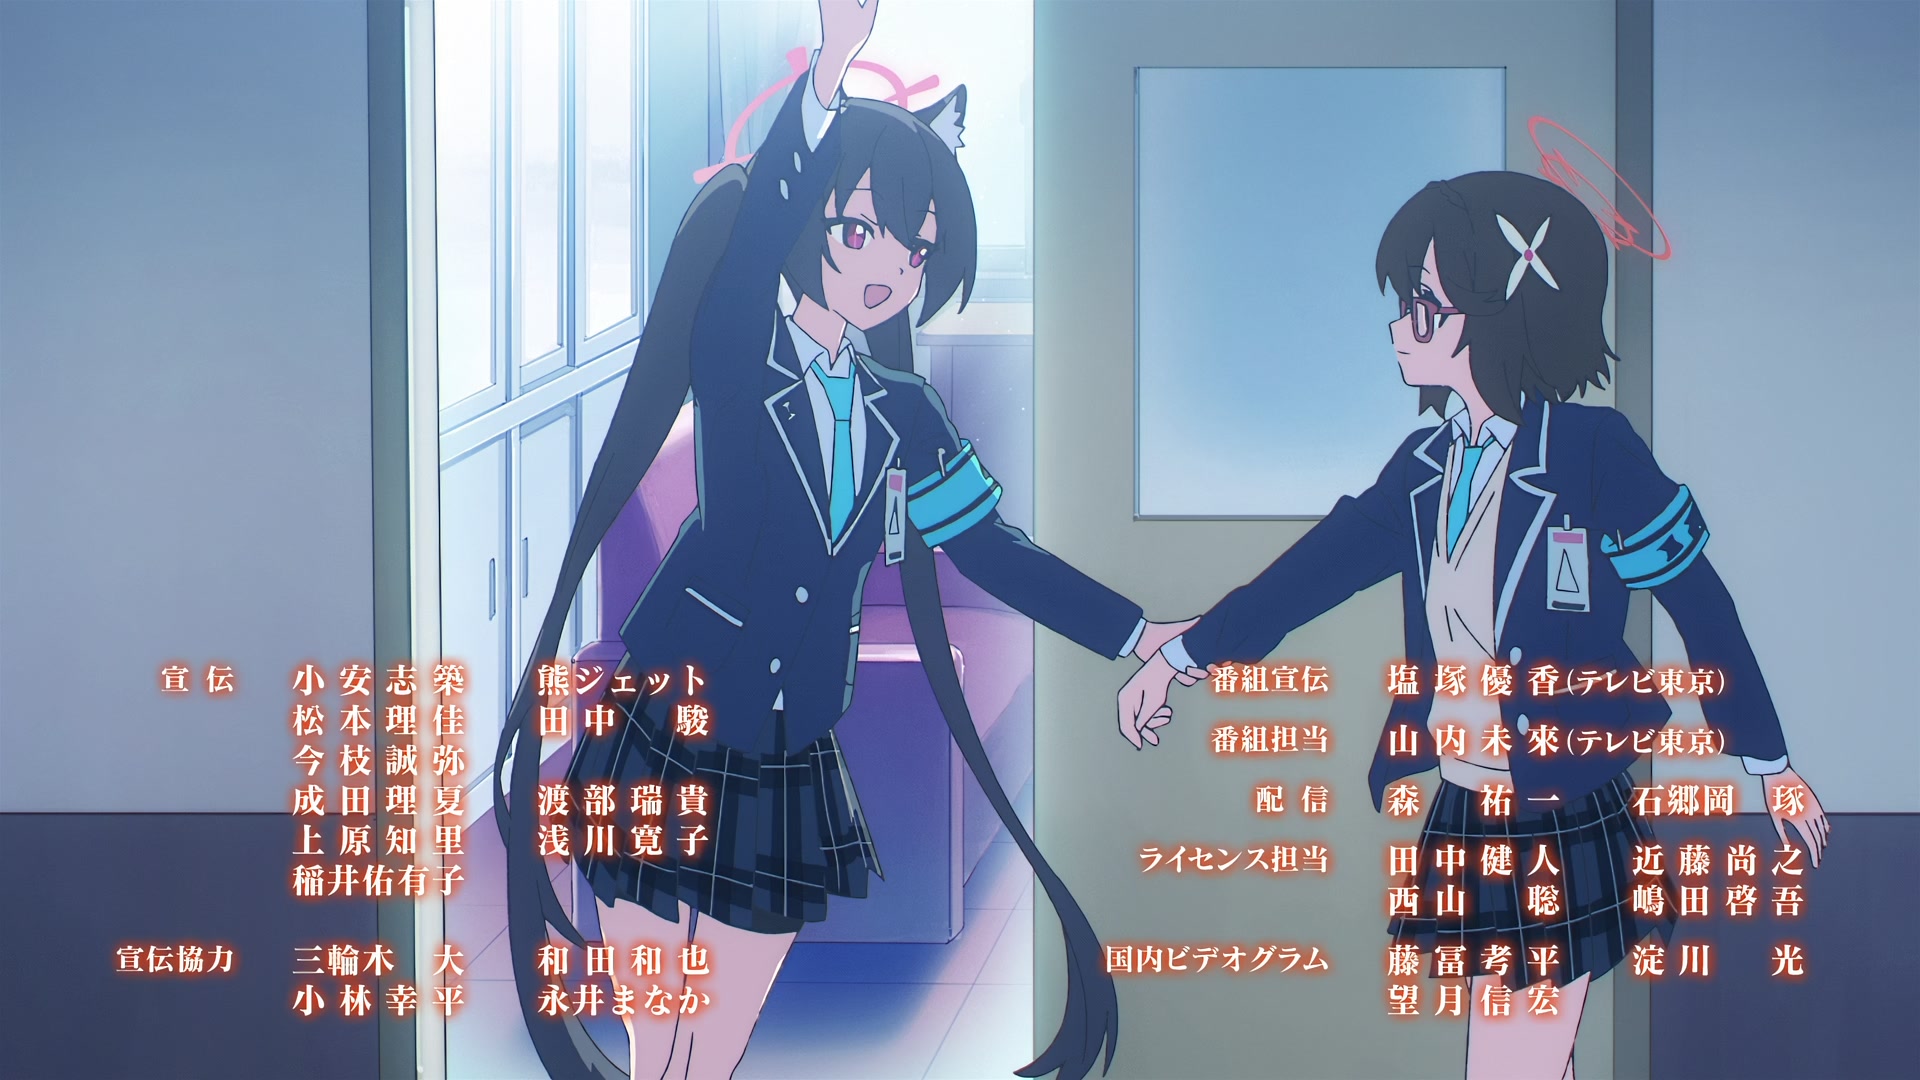 宣伝 小安志築 熊ジェット
松本理佳 田中 駿
今枝誠弥
成田理夏 渡部瑞貴
上原知里 浅川寛子
稲井佑有子
宣伝協力 三輪木 大 和田和也
小林幸平 永井まなか
番組宣伝 塩塚優香(テレビ東京)
番組担当 山内未來(テレビ東京)
配信 森 祐一 石郷岡 琢
ライセンス担当 田中健人 近藤尚之
西山 聡 嶋田啓吾
国内ビデオグラム 藤冨考平 淀川 光
望月信宏